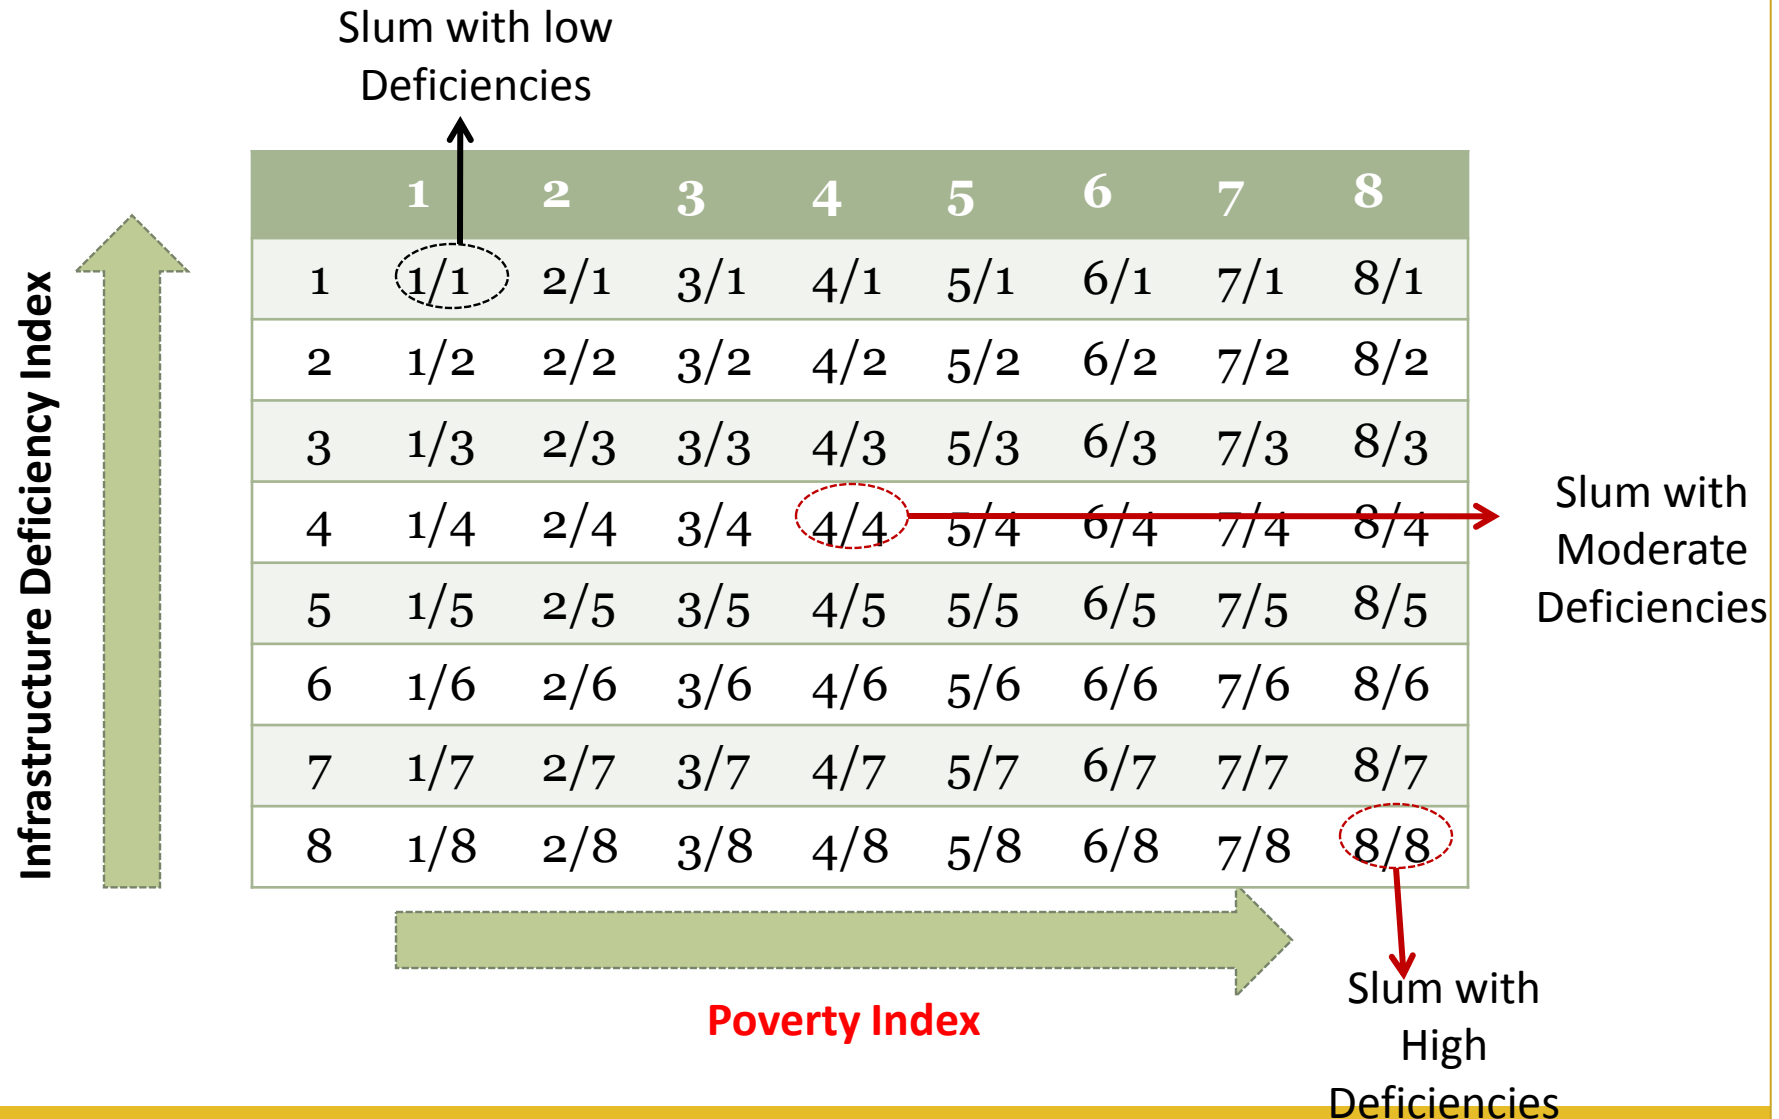 Slum with low
Deficiencies
1 2 3 4 5 6 7 8
1 1/1 2/1 3/1 4/1 5/1 6/1 7/1 8/1
2 1/2 2/2 3/2 4/2 5/2 6/2 7/2 8/2
3 1/3 2/3 3/3 4/3 5/3 6/3 7/3 8/3
4 1/4 2/4 3/4 4/4 5/4 6/4 7/4 8/4
5 1/5 2/5 3/5 4/5 5/5 6/5 7/5 8/5
6 1/6 2/6 3/6 4/6 5/6 6/6 7/6 8/6
7 1/7 2/7 3/7 4/7 5/7 6/7 7/7 8/7
8 1/8 2/8 3/8 4/8 5/8 6/8 7/8 8/8
Infrastructure Deficiency Index
Slum with
Moderate
Deficiencies
Poverty Index
Slum with
High
Deficiencies